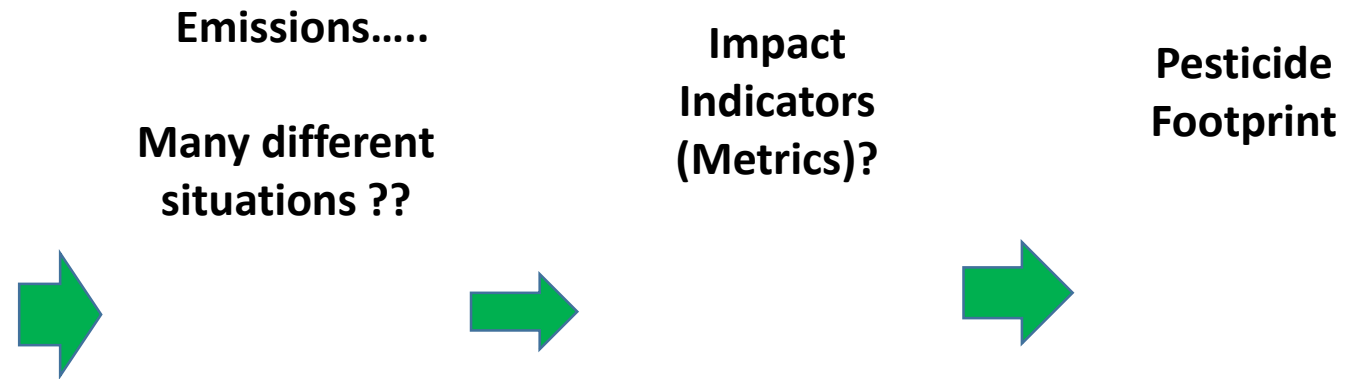 Emissions…..
Many different
situations ??
Impact
Indicators
(Metrics)?
Pesticide
Footprint